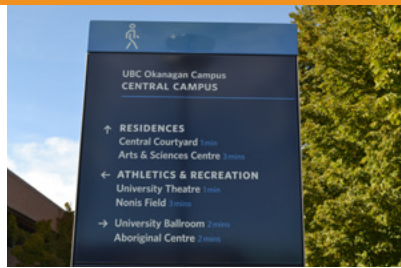 UBC Okanagan Campus
CENTRAL CAMPUS
↑ RESIDENCES
Central Courtyard 1 min
Arts & Sciences Centre 3 mins
← ATHLETICS & RECREATION
University Theatre 1 min
Nonis Field 3 mins
→ University Ballroom 2 mins
Aboriginal Centre 2 mins